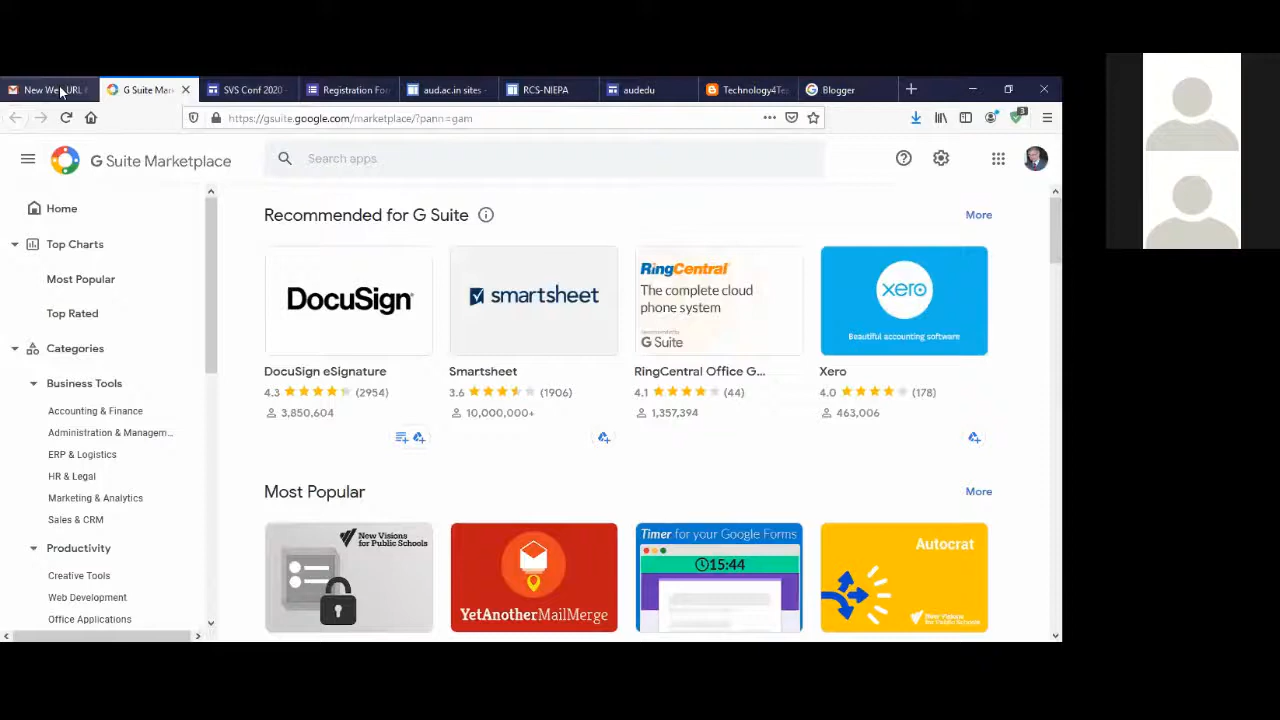 New Web URL
G Suite Mar
SVS Conf 2020 -
Registration For
aud.ac.in sites -
RCS-NIEPA
audedu
Technology4Te
Blogger
https://gsuite.google.com/marketplace/?pann=gam
3
G Suite Marketplace
Search apps
Home
Top Charts
Most Popular
Top Rated
Categories
Business Tools
Accounting & Finance
Administration & Managem...
ERP & Logistics
HR & Legal
Marketing & Analytics
Sales & CRM
Productivity
Creative Tools
Web Development
Office Applications
Recommended for G Suite
More
DocuSign
smartsheet
RingCentral
The complete cloud
phone system
G Suite
xero
Beautiful accounting software
DocuSign eSignature
Smartsheet
RingCentral Office G...
Xero
4.3 (2954)
3.6 (1906)
4.1 (44)
4.0 (178)
3,850,604
10,000,000+
1,357,394
463,006
Most Popular
More
New Visions
for Public Schools
YetAnotherMailMerge
Timer for your Google Forms
15:44
Autocrat
New Visions
for Public Schools